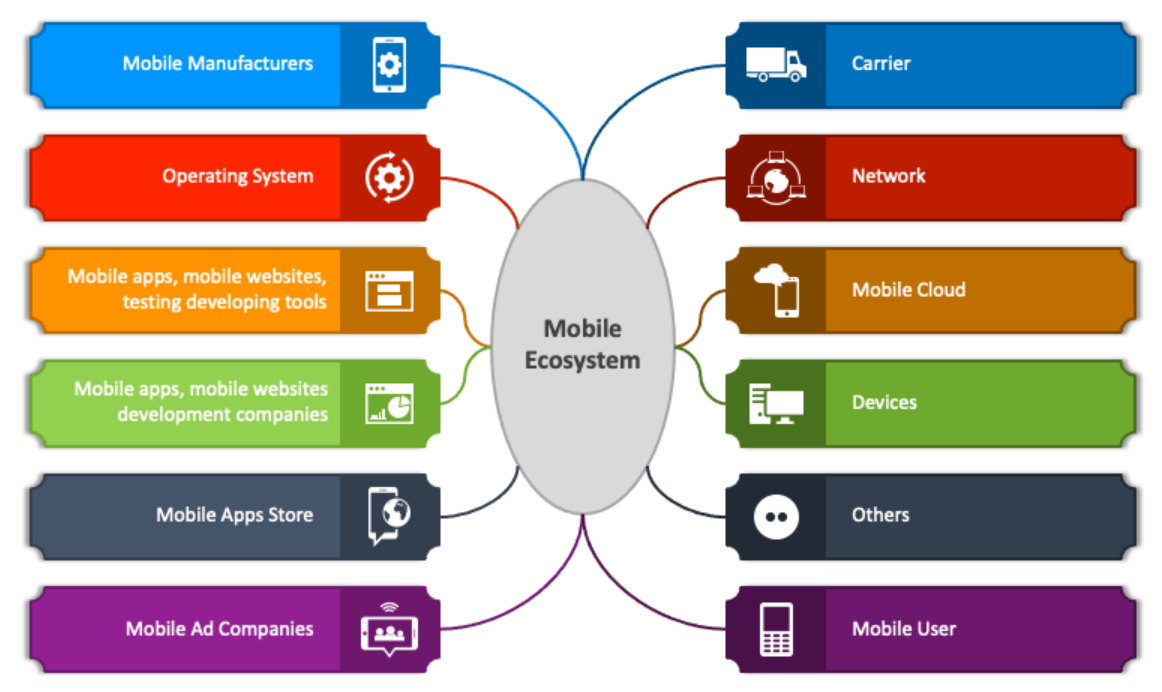 Mobile Manufacturers
Operating System
Mobile apps, mobile websites,
testing developing tools
Mobile apps, mobile websites
development companies
Mobile Apps Store
Mobile Ad Companies
Mobile
Ecosystem
Carrier
Network
Mobile Cloud
Devices
Others
Mobile User